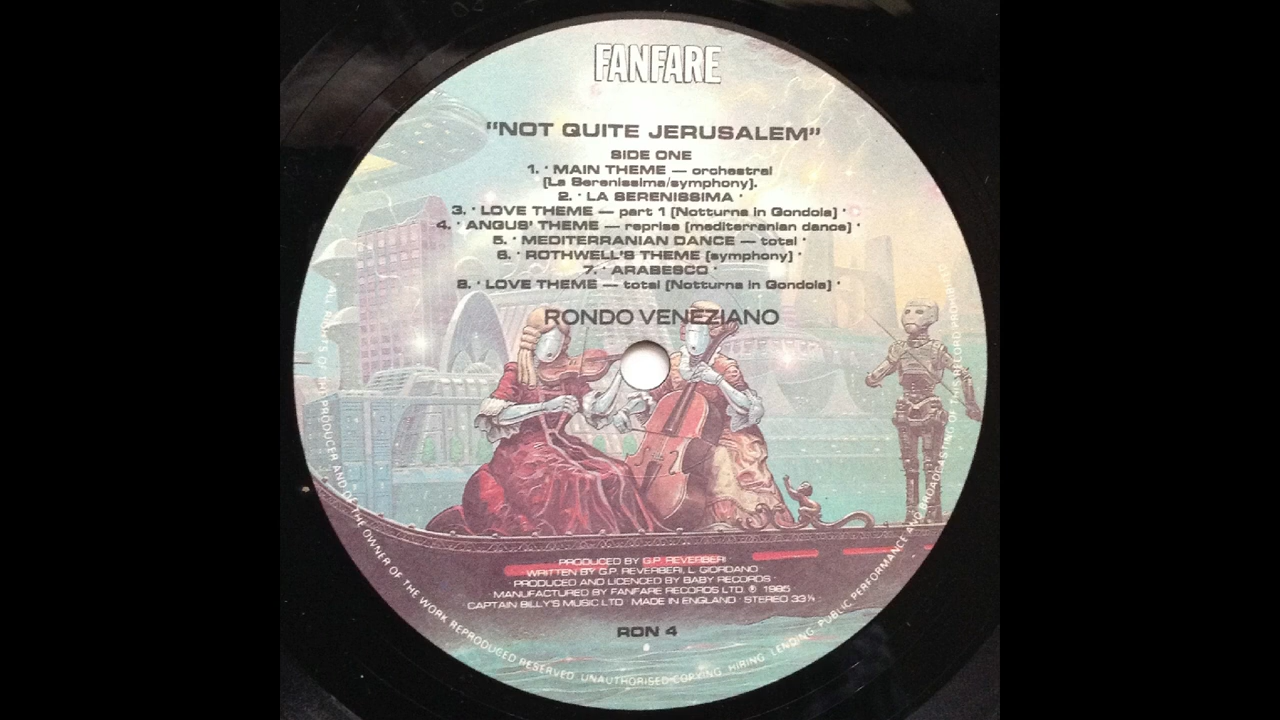 FANFARE
"NOT QUITE JERUSALEM"
SIDE ONE
1. · MAIN THEME — orchestral
[La Serenissima/symphony].
2. · LA SERENISSIMA ·
3. · LOVE THEME — part 1 [Notturna in Gondola] ·
4. · ANGUS' THEME — reprise [mediterranian dance] ·
5. · MEDITERRANIAN DANCE — total ·
6. · ROTHWELL'S THEME [symphony] ·
7. · ARABESCO ·
8. · LOVE THEME — total [Notturna in Gondola] ·
RONDO VENEZIANO
PRODUCED BY G.P. REVERBERI
WRITTEN BY G.P. REVERBERI, L. GIORDANO
PRODUCED AND LICENCED BY BABY RECORDS
MANUFACTURED BY FANFARE RECORDS LTD. ℗ 1985
CAPTAIN BILLY'S MUSIC LTD · MADE IN ENGLAND · STEREO 33⅓
RON 4
ALL RIGHTS OF THE PRODUCER AND OF THE OWNER OF THE WORK REPRODUCED RESERVED. UNAUTHORISED COPYING, HIRING, LENDING, PUBLIC PERFORMANCE AND BROADCASTING OF THIS RECORD PROHIBITED